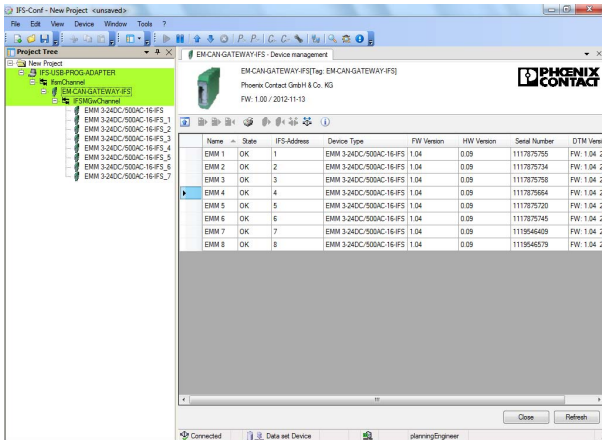 IFS-Conf - New Project <unsaved>
File Edit View Device Window Tools ?
Project Tree
New Project
IFS-USB-PROG-ADAPTER
IfsmChannel
EM-CAN-GATEWAY-IFS
IFSMGwChannel
EMM 3-24DC/500AC-16-IFS
EMM 3-24DC/500AC-16-IFS_1
EMM 3-24DC/500AC-16-IFS_2
EMM 3-24DC/500AC-16-IFS_3
EMM 3-24DC/500AC-16-IFS_4
EMM 3-24DC/500AC-16-IFS_5
EMM 3-24DC/500AC-16-IFS_6
EMM 3-24DC/500AC-16-IFS_7
EM-CAN-GATEWAY-IFS - Device management
EM-CAN-GATEWAY-IFS[Tag: EM-CAN-GATEWAY-IFS]
Phoenix Contact GmbH & Co. KG
FW: 1.00 / 2012-11-13
PHŒNIX
CONTACT
Name State IFS-Address Device Type FW Version HW Version Serial Number DTM Versi
EMM 1 OK 1 EMM 3-24DC/500AC-16-IFS 1.04 0.09 1117875755 FW: 1.04 2
EMM 2 OK 2 EMM 3-24DC/500AC-16-IFS 1.04 0.09 1117875734 FW: 1.04 2
EMM 3 OK 3 EMM 3-24DC/500AC-16-IFS 1.04 0.09 1117875758 FW: 1.04 2
EMM 4 OK 4 EMM 3-24DC/500AC-16-IFS 1.04 0.09 1117875664 FW: 1.04 2
EMM 5 OK 5 EMM 3-24DC/500AC-16-IFS 1.04 0.09 1117875720 FW: 1.04 2
EMM 6 OK 6 EMM 3-24DC/500AC-16-IFS 1.04 0.09 1117875745 FW: 1.04 2
EMM 7 OK 7 EMM 3-24DC/500AC-16-IFS 1.04 0.09 1119546409 FW: 1.04 2
EMM 8 OK 8 EMM 3-24DC/500AC-16-IFS 1.04 0.09 1119546579 FW: 1.04 2
Close Refresh
Connected Data set Device planningEngineer